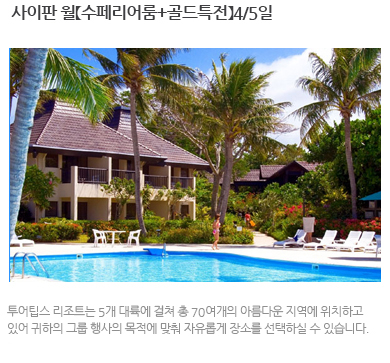 사이판 월【수페리어룸+골드특전】4/5일
투어팁스 리조트는 5개 대륙에 걸쳐 총 70여개의 아름다운 지역에 위치하고
있어 귀하의 그룹 행사의 목적에 맞춰 자유롭게 장소를 선택하실 수 있습니다.